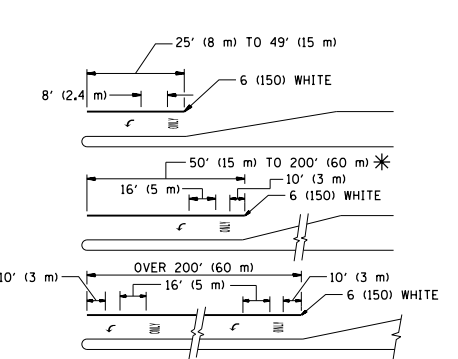 25' (8 m) TO 49' (15 m)
6 (150) WHITE
8' (2.4 m)
ONLY
50' (15 m) TO 200' (60 m) *
16' (5 m)
10' (3 m)
6 (150) WHITE
ONLY
OVER 200' (60 m)
10' (3 m)
16' (5 m)
10' (3 m)
6 (150) WHITE
ONLY
ONLY